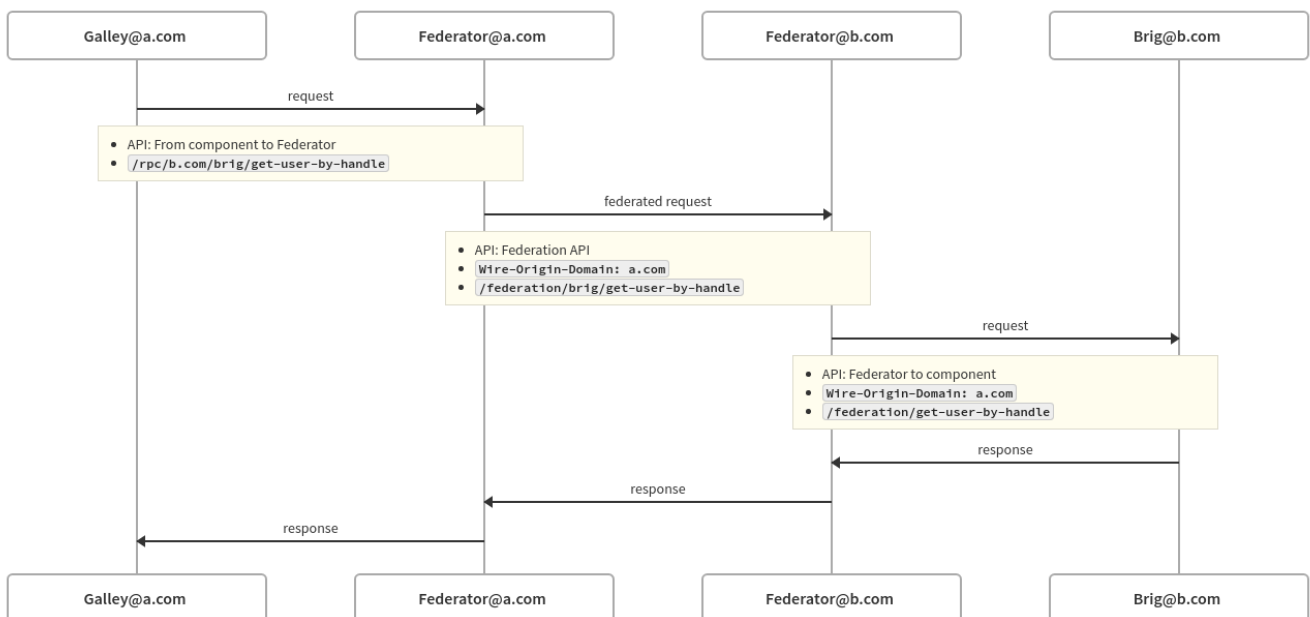 Galley@a.com Federator@a.com Federator@b.com Brig@b.com
request
API: From component to Federator
/rpc/b.com/brig/get-user-by-handle
federated request
API: Federation API
Wire-Origin-Domain: a.com
/federation/brig/get-user-by-handle
request
API: Federator to component
Wire-Origin-Domain: a.com
/federation/get-user-by-handle
response
response
response
Galley@a.com Federator@a.com Federator@b.com Brig@b.com